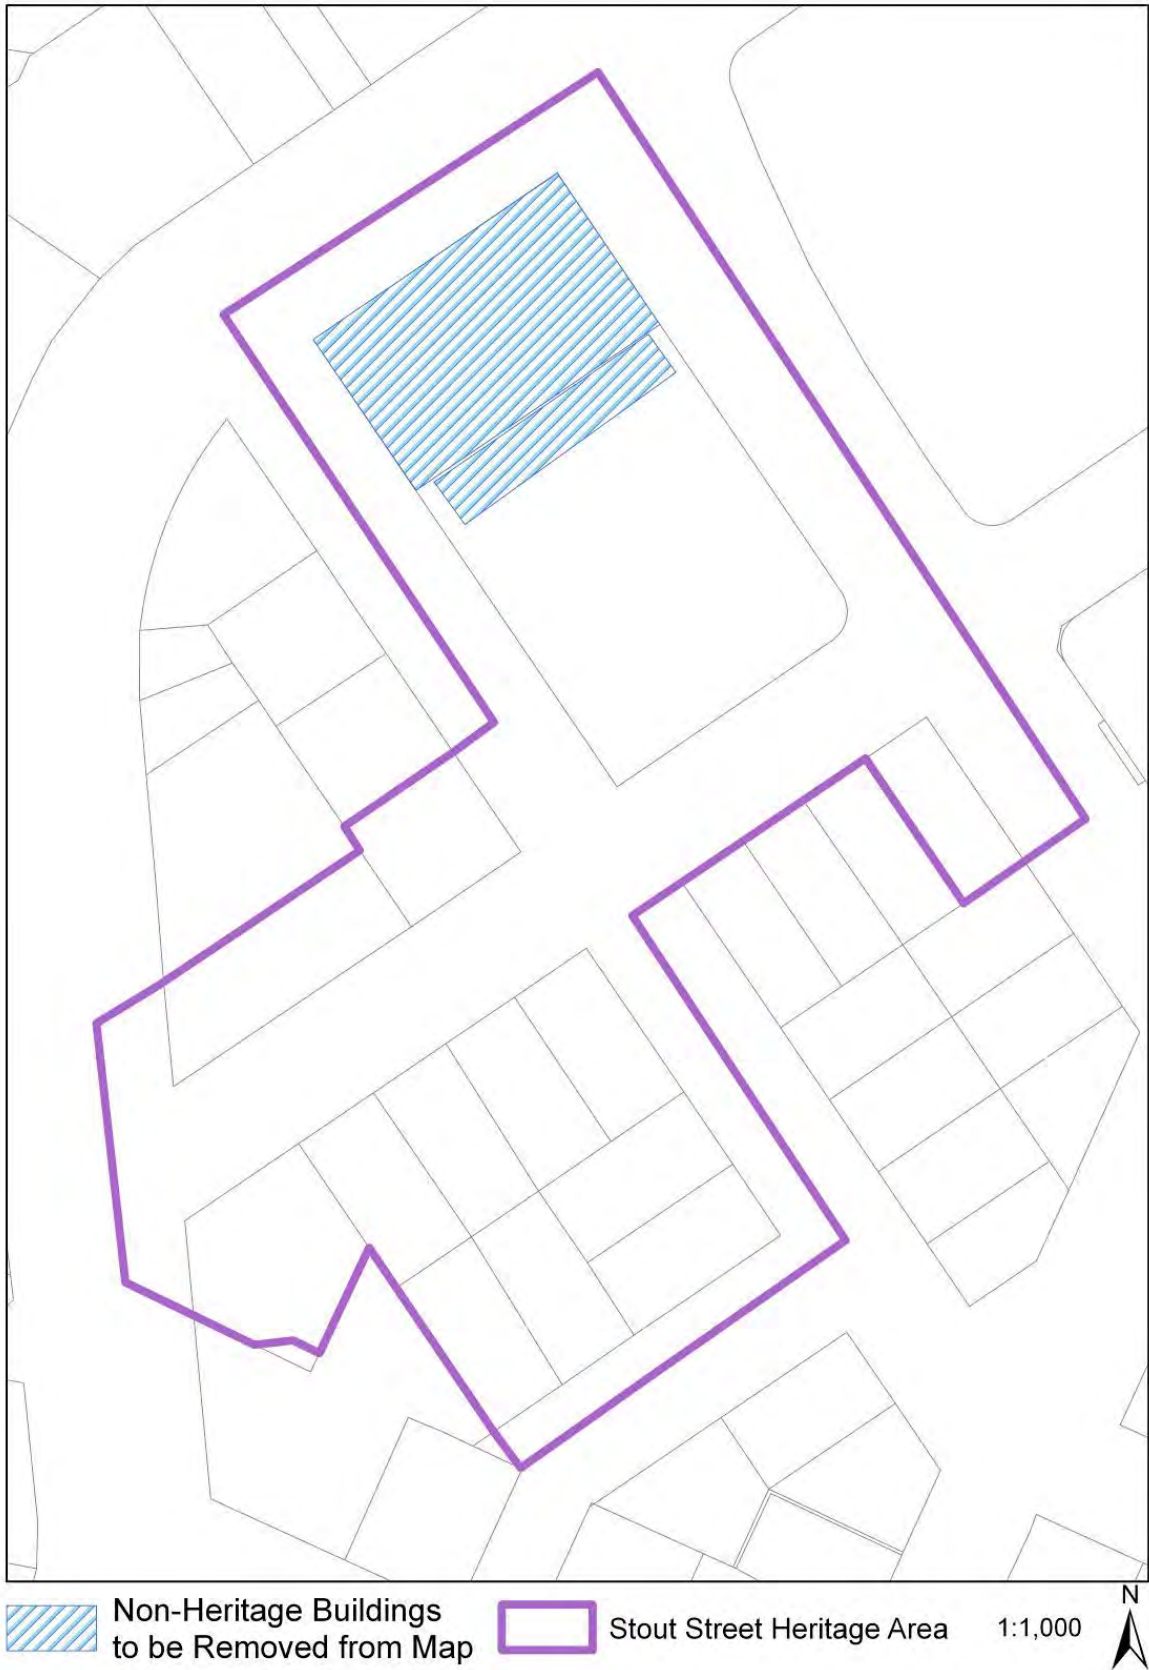 Non-Heritage Buildings
to be Removed from Map
Stout Street Heritage Area
1:1,000
N